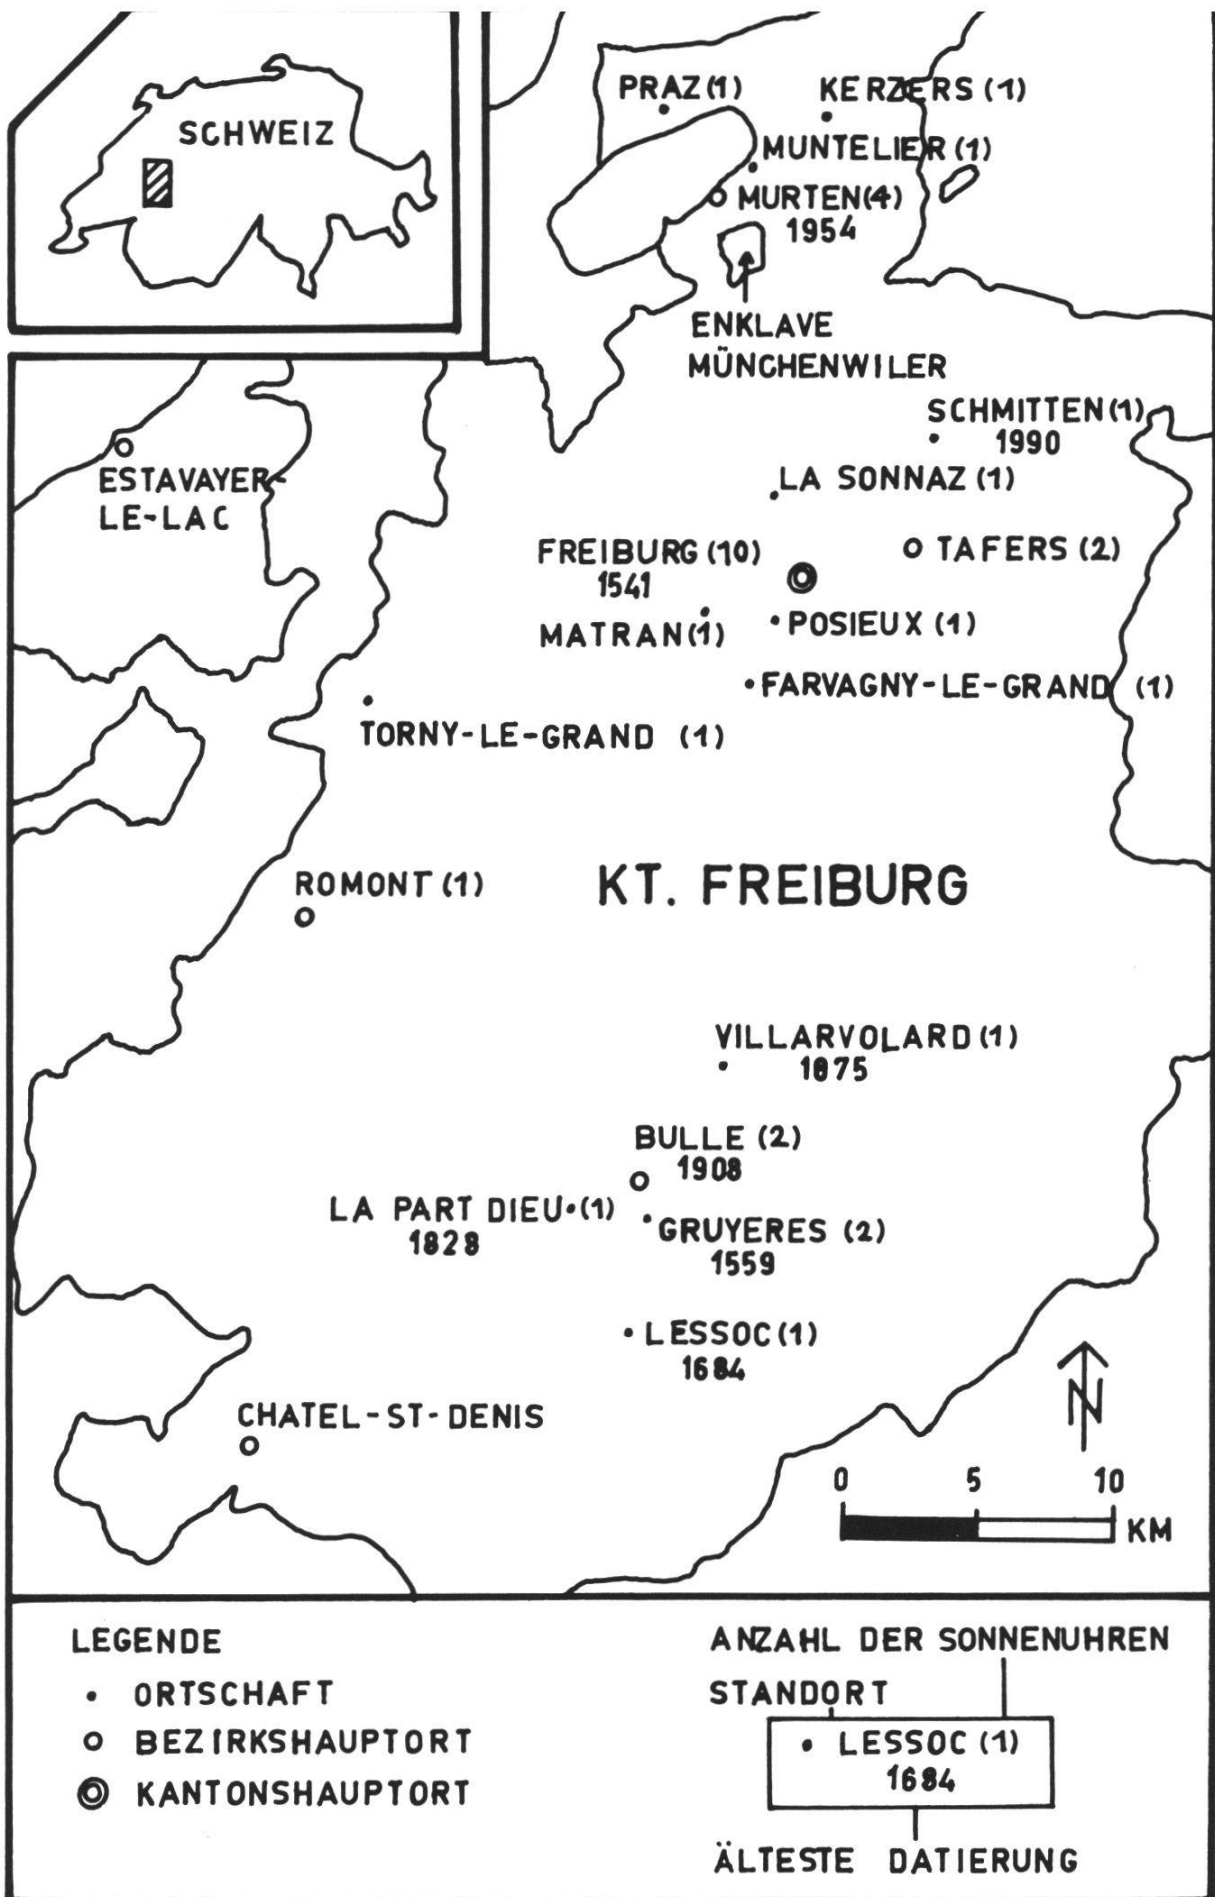 SCHWEIZ
PRAZ(1)
KERZERS (1)
MUNTELIER (1)
MURTEN(4)
1954
ENKLAVE
MÜNCHENWILER
SCHMITTEN(1)
1990
ESTAVAYER-
LE-LAC
LA SONNAZ (1)
FREIBURG (10)
1541
TAFERS (2)
MATRAN(1)
POSIEUX (1)
FARVAGNY-LE-GRAND (1)
TORNY-LE-GRAND (1)
ROMONT (1)
KT. FREIBURG
VILLARVOLARD (1)
1875
BULLE (2)
1908
LA PART DIEU (1)
1828
GRUYERES (2)
1559
LESSOC (1)
1684
CHATEL-ST-DENIS
N
0 5 10
KM
LEGENDE
ORTSCHAFT
BEZIRKSHAUPTORT
KANTONSHAUPTORT
ANZAHL DER SONNENUHREN
STANDORT
LESSOC (1)
1684
ÄLTESTE DATIERUNG